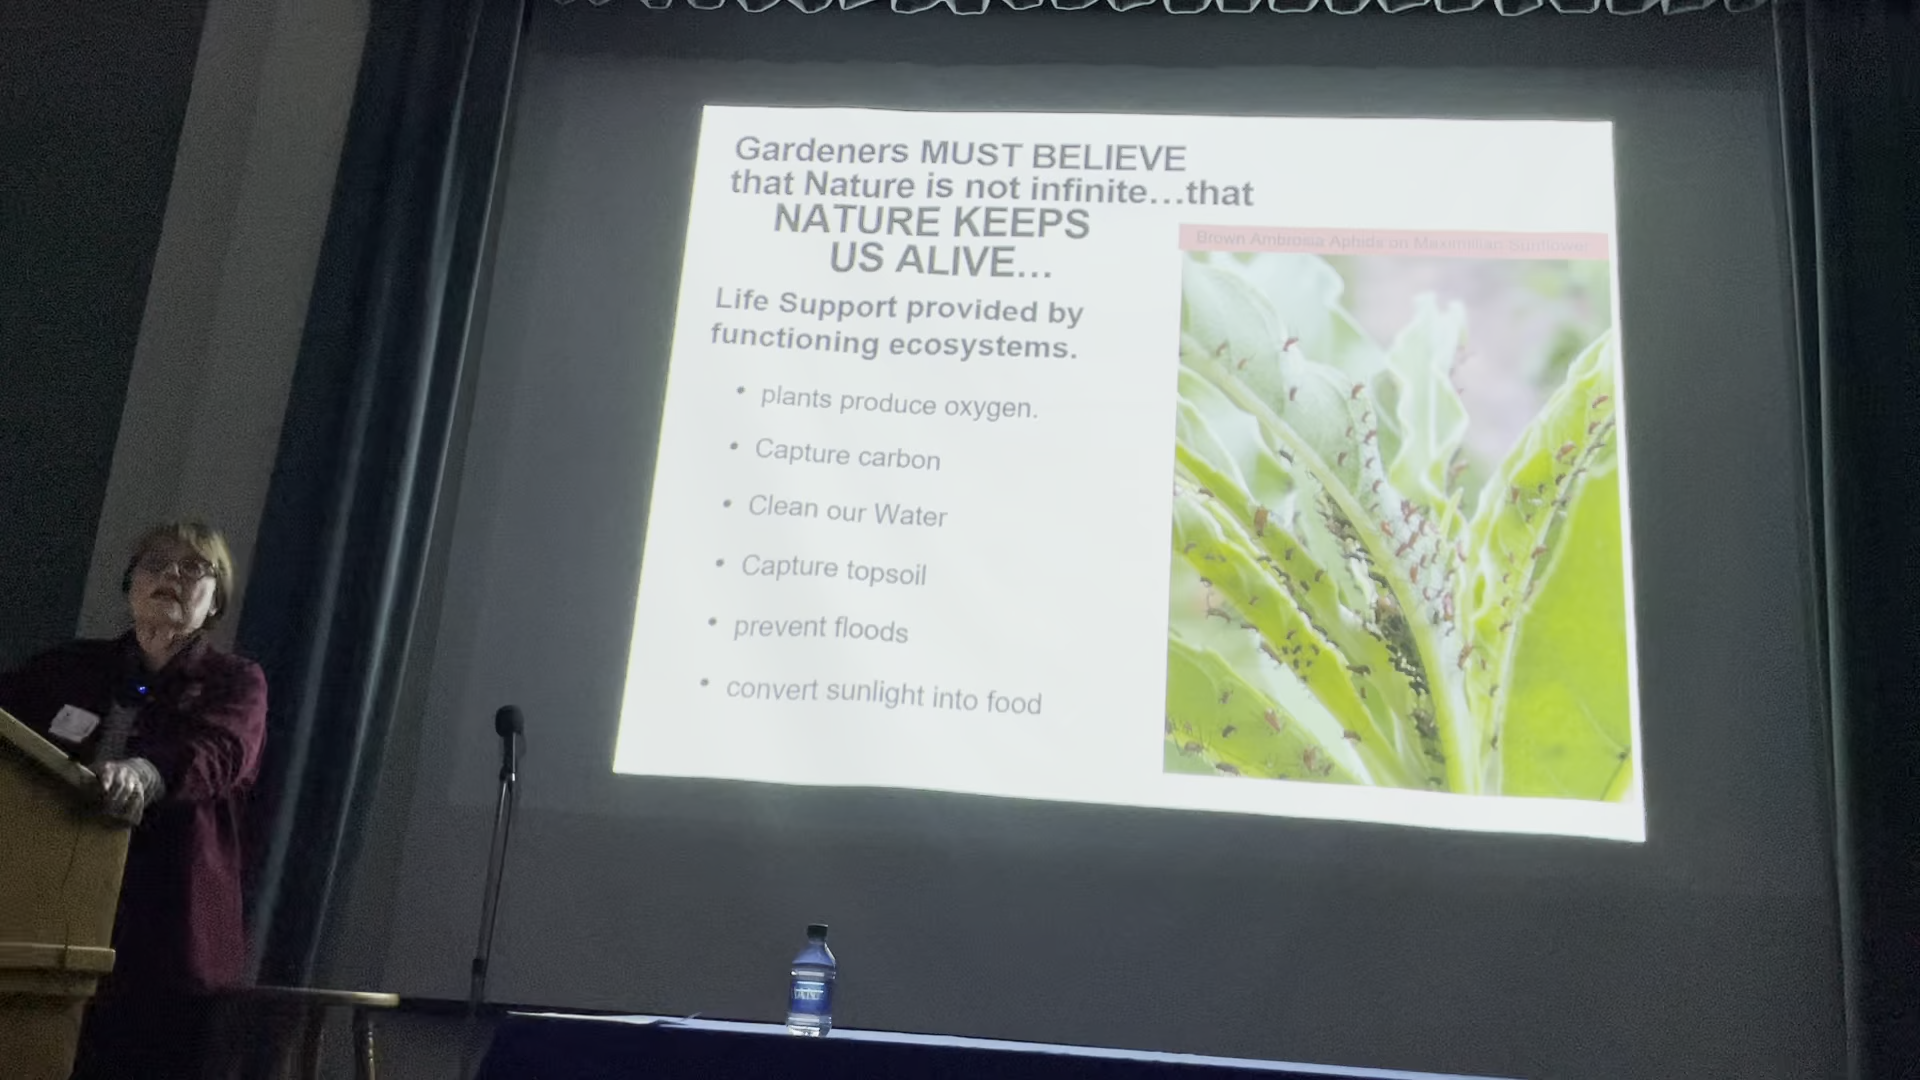 Gardeners MUST BELIEVE
that Nature is not infinite...that
NATURE KEEPS
US ALIVE...
Brown Ambrosia Aphids on Maximilian Sunflower
Life Support provided by
functioning ecosystems.
• plants produce oxygen.
• Capture carbon
• Clean our Water
• Capture topsoil
• prevent floods
• convert sunlight into food